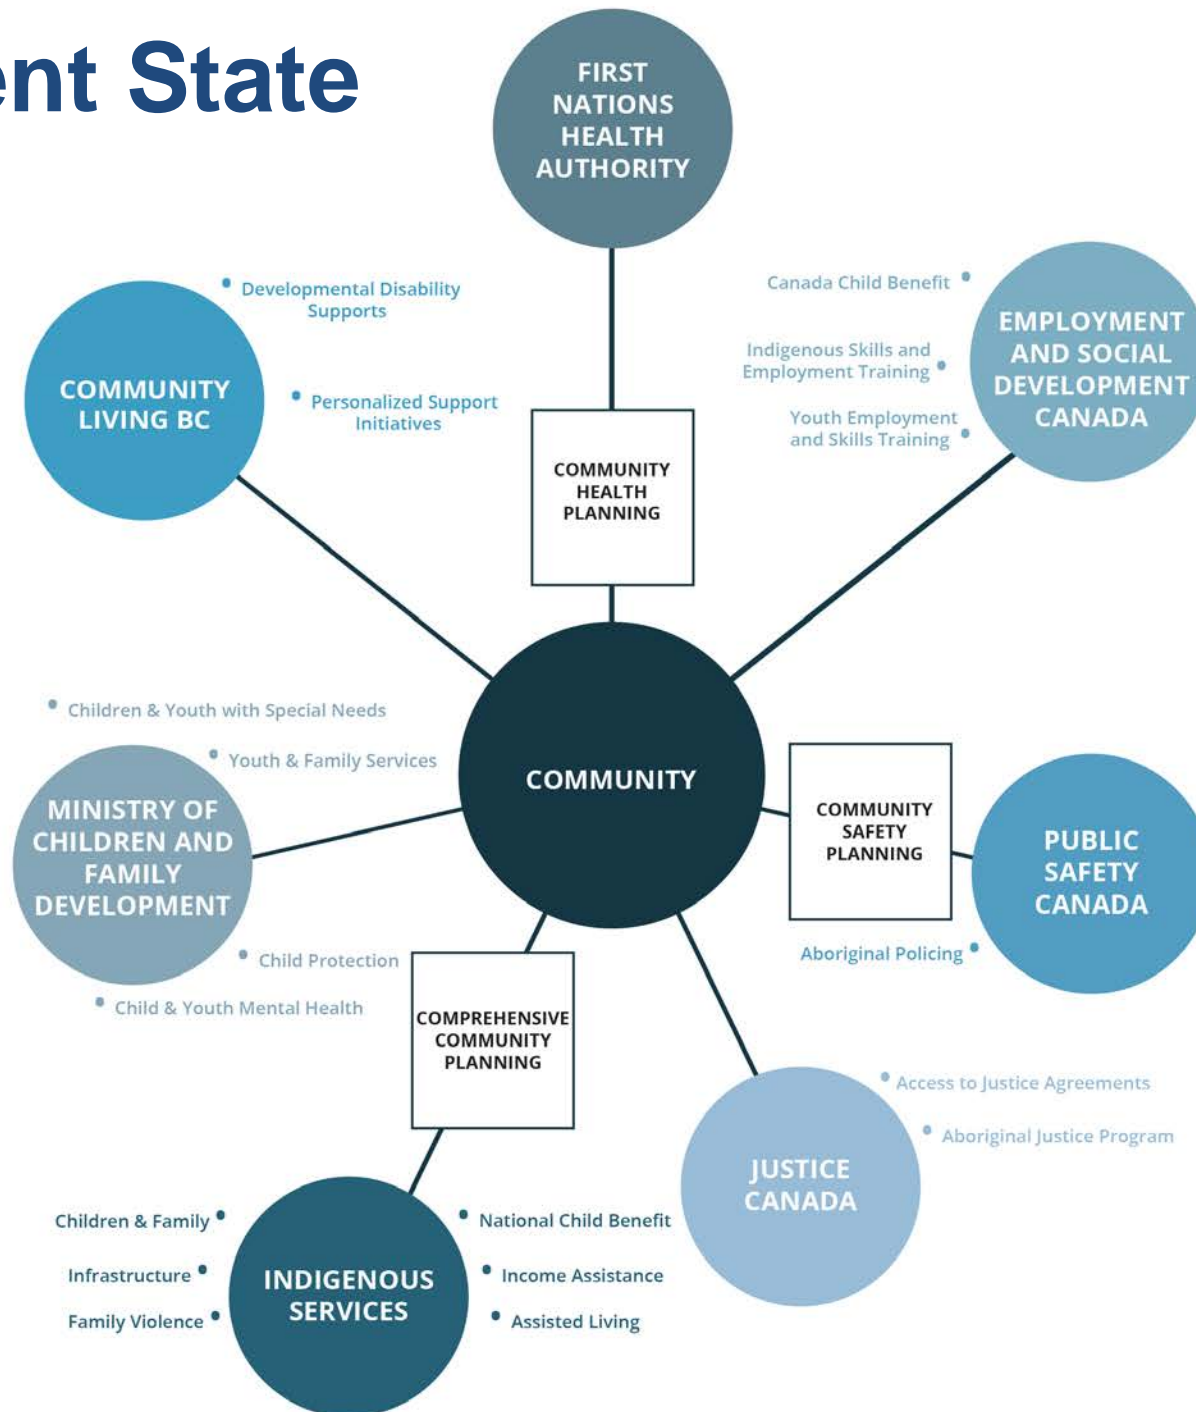 ent State
FIRST
NATIONS
HEALTH
AUTHORITY
Developmental Disability
Supports
Personalized Support
Initiatives
COMMUNITY
LIVING BC
Canada Child Benefit
Indigenous Skills and
Employment Training
Youth Employment
and Skills Training
EMPLOYMENT
AND SOCIAL
DEVELOPMENT
CANADA
COMMUNITY
HEALTH
PLANNING
Children & Youth with Special Needs
Youth & Family Services
MINISTRY OF
CHILDREN AND
FAMILY
DEVELOPMENT
Child Protection
Child & Youth Mental Health
COMMUNITY
COMMUNITY
SAFETY
PLANNING
PUBLIC
SAFETY
CANADA
Aboriginal Policing
COMPREHENSIVE
COMMUNITY
PLANNING
Access to Justice Agreements
Aboriginal Justice Program
JUSTICE
CANADA
Children & Family
Infrastructure
Family Violence
INDIGENOUS
SERVICES
National Child Benefit
Income Assistance
Assisted Living